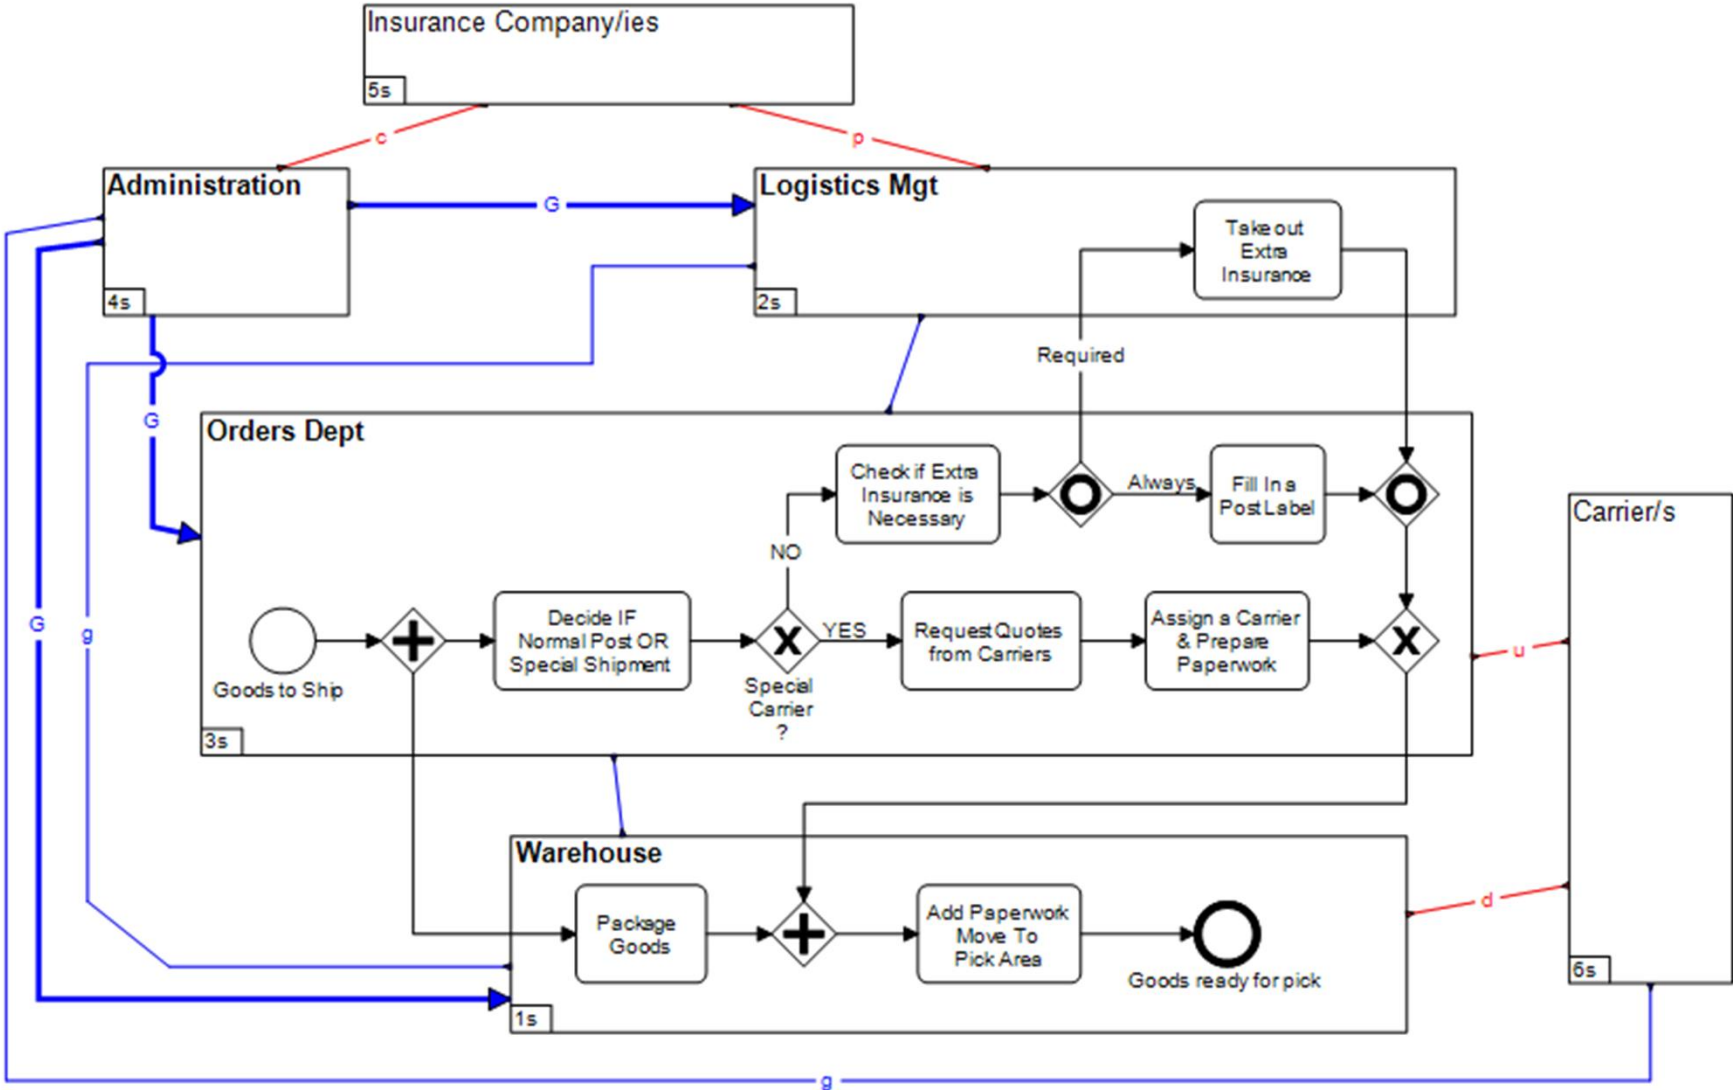 Insurance Company/ies
5s
c
p
Administration
G
Logistics Mgt
Take out
Extra
Insurance
4s
2s
Required
G
Orders Dept
Check if Extra
Insurance is
Necessary
Always
Fill In a
Post Label
Carrier/s
NO
G
g
Decide IF
Normal Post OR
Special Shipment
X
YES
Request Quotes
from Carriers
Assign a Carrier
& Prepare
Paperwork
X
u
Goods to Ship
Special
Carrier
?
3s
Warehouse
Package
Goods
Add Paperwork
Move To
Pick Area
d
Goods ready for pick
6s
1s
g